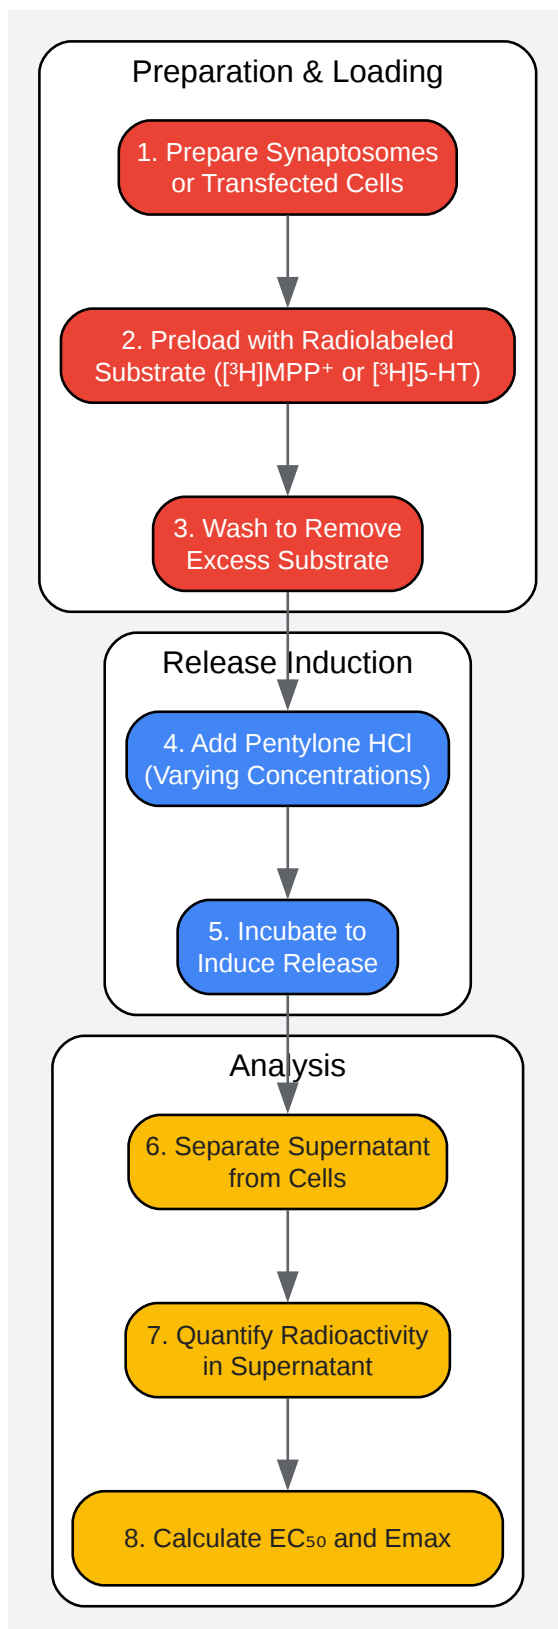 Preparation & Loading
1. Prepare Synaptosomes
or Transfected Cells
2. Preload with Radiolabeled
Substrate ([³H]MPP⁺ or [³H]5-HT)
3. Wash to Remove
Excess Substrate
Release Induction
4. Add Pentylone HCl
(Varying Concentrations)
5. Incubate to
Induce Release
Analysis
6. Separate Supernatant
from Cells
7. Quantify Radioactivity
in Supernatant
8. Calculate EC₅₀ and Emax